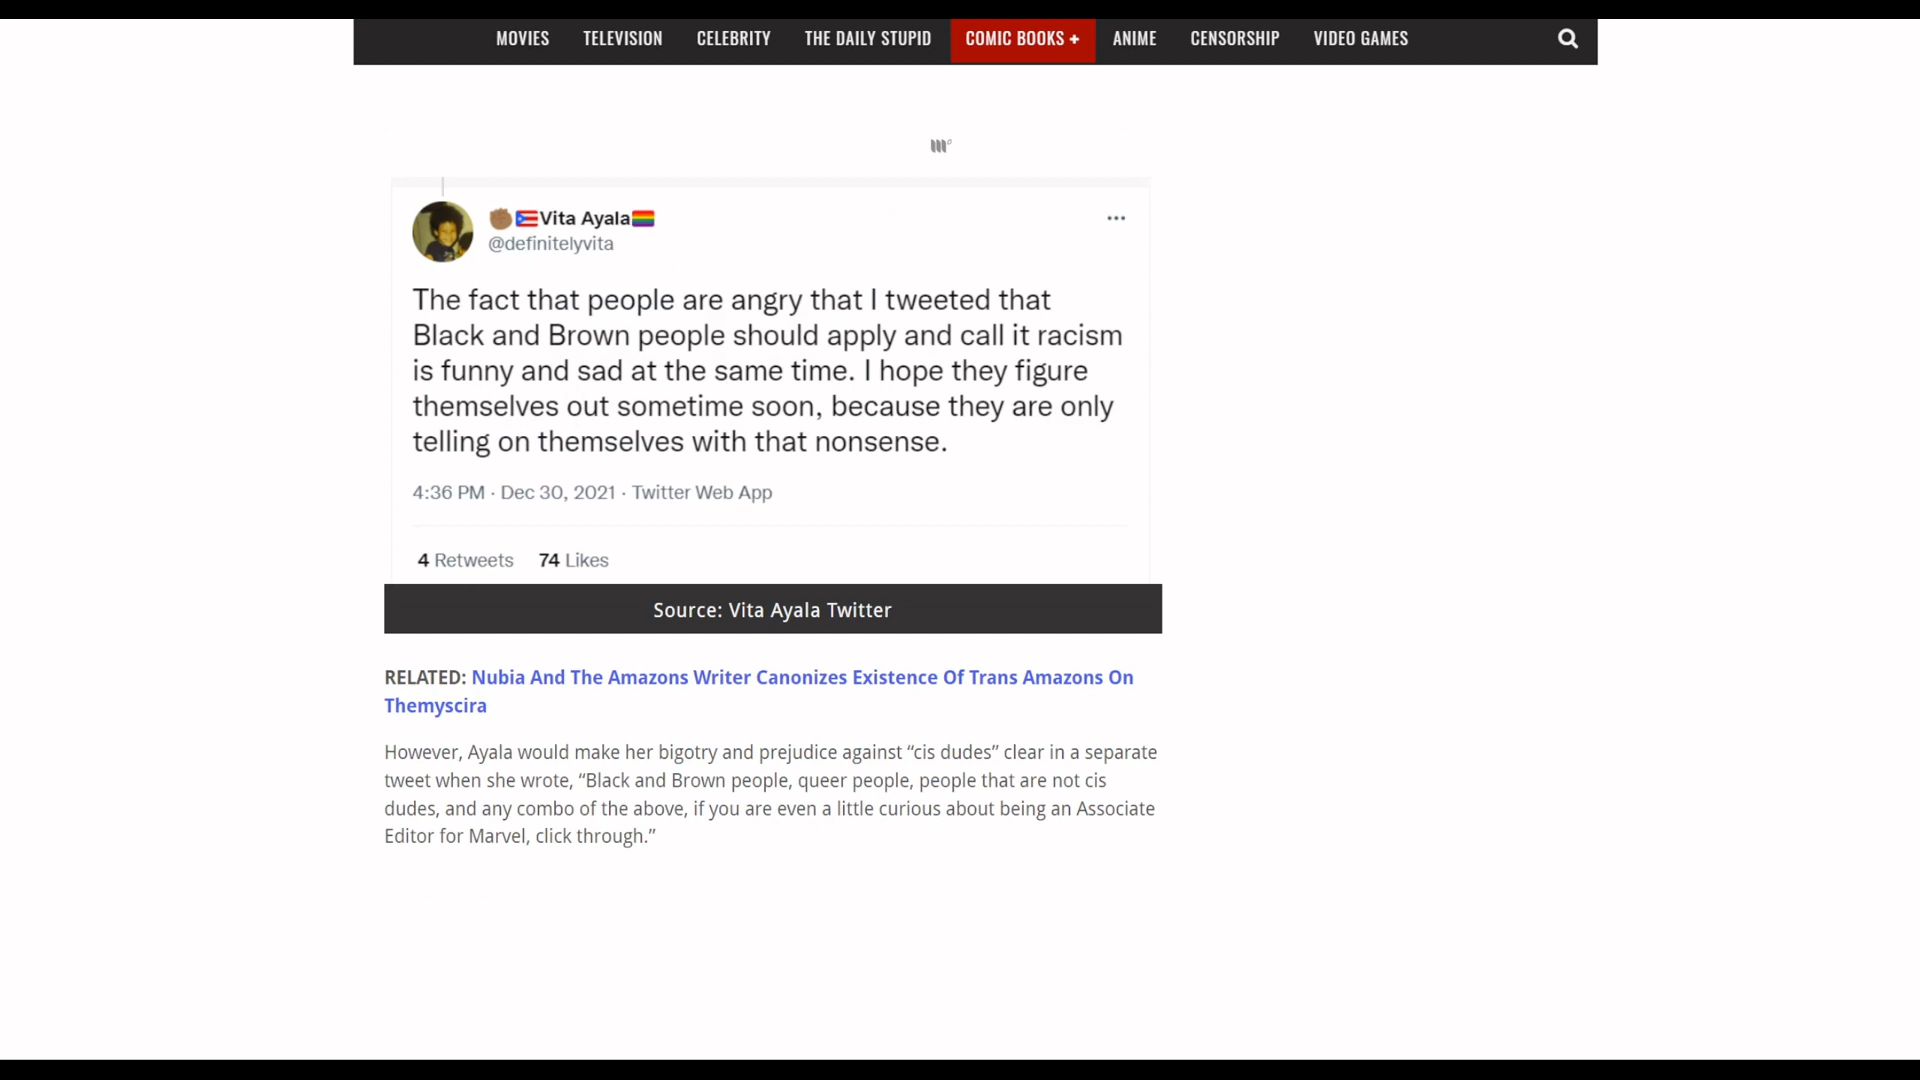 MOVIES TELEVISION CELEBRITY THE DAILY STUPID COMIC BOOKS + ANIME CENSORSHIP VIDEO GAMES
✊🏽🇵🇷Vita Ayala🏳️‍🌈
@definitelyvita
The fact that people are angry that I tweeted that
Black and Brown people should apply and call it racism
is funny and sad at the same time. I hope they figure
themselves out sometime soon, because they are only
telling on themselves with that nonsense.
4:36 PM · Dec 30, 2021 · Twitter Web App
4 Retweets 74 Likes
Source: Vita Ayala Twitter
RELATED: Nubia And The Amazons Writer Canonizes Existence Of Trans Amazons On
Themyscira
However, Ayala would make her bigotry and prejudice against “cis dudes” clear in a separate
tweet when she wrote, “Black and Brown people, queer people, people that are not cis
dudes, and any combo of the above, if you are even a little curious about being an Associate
Editor for Marvel, click through.”